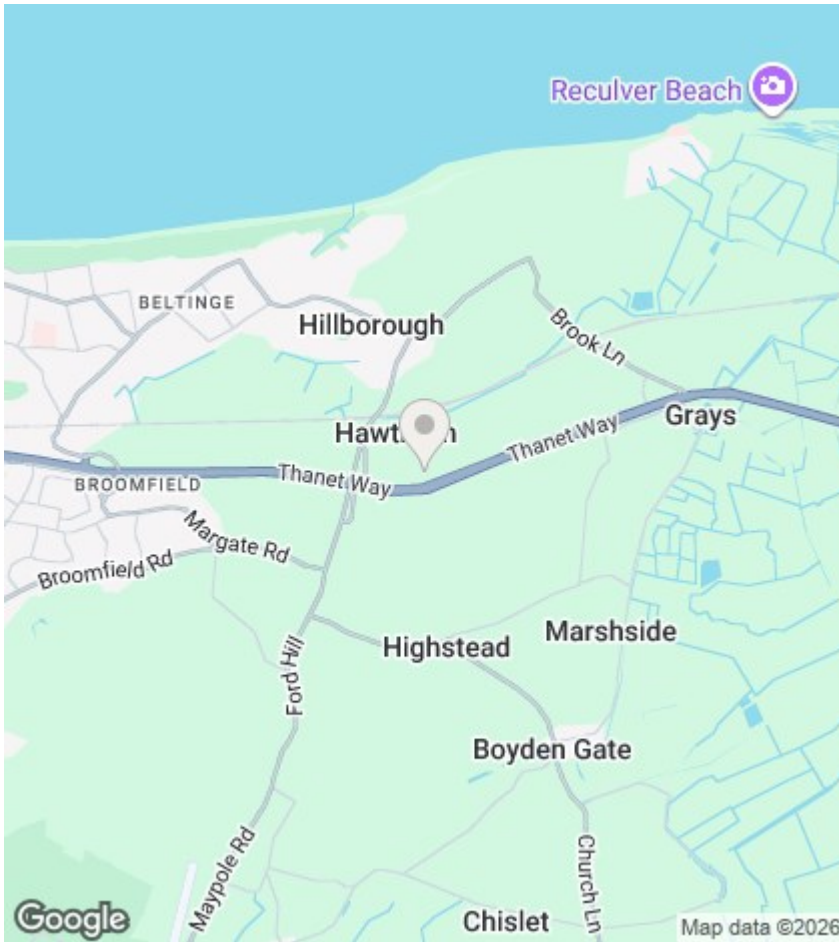 Reculver Beach
BELTINGE
Hillborough
Brook Ln
Grays
Thanet Way
BROOMFIELD
Thanet Way
Margate Rd
Broomfield Rd
Highstead
Marshside
Ford Hill
Boyden Gate
Maypole Rd
Church Ln
Chislet
Google
Map data ©2026